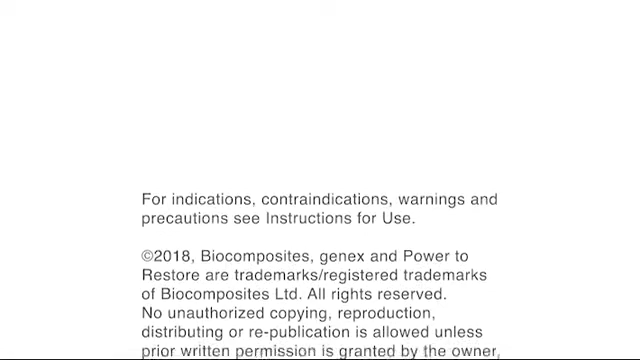 For indications, contraindications, warnings and
precautions see Instructions for Use.
©2018, Biocomposites, genex and Power to
Restore are trademarks/registered trademarks
of Biocomposites Ltd. All rights reserved.
No unauthorized copying, reproduction,
distributing or re-publication is allowed unless
prior written permission is granted by the owner,